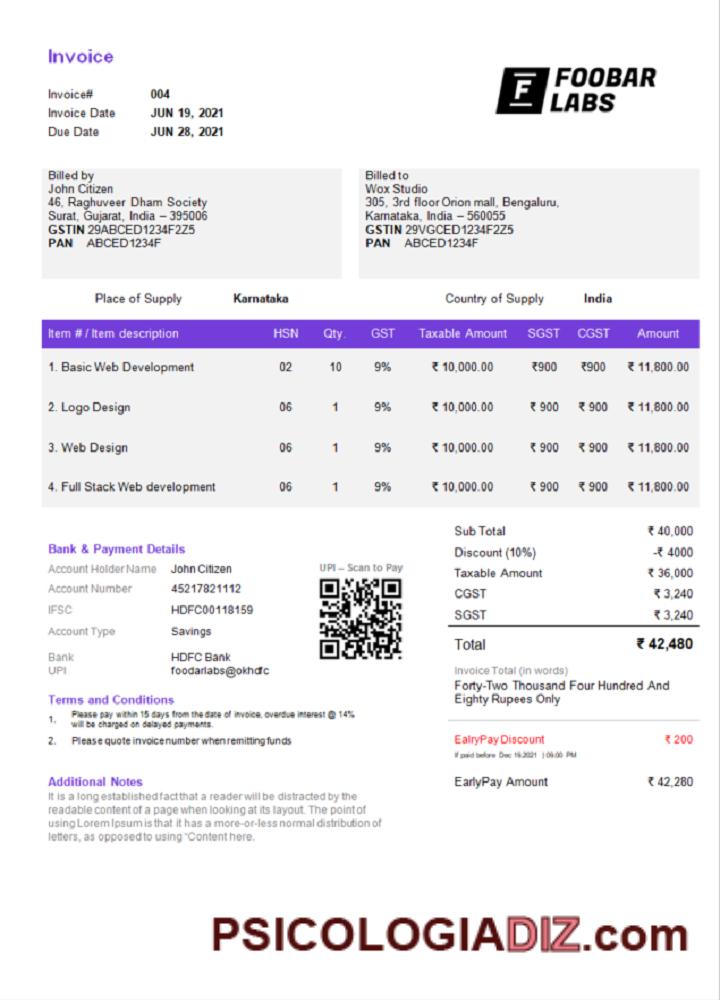 Invoice
FOOBAR
LABS
Invoice# 004
Invoice Date JUN 19, 2021
Due Date JUN 28, 2021
Billed by
John Citizen
46, Raghuveer Dham Society
Surat, Gujarat, India – 395006
GSTIN 29ABCED1234F2Z5
PAN ABCED1234F
Billed to
Wox Studio
305, 3rd floor Orion mall, Bengaluru,
Karnataka, India – 560055
GSTIN 29VGCED1234F2Z5
PAN ABCED1234F
Place of Supply Karnataka Country of Supply India
Item # / Item description HSN Qty. GST Taxable Amount SGST CGST Amount
1. Basic Web Development 02 10 9% ₹ 10,000.00 ₹900 ₹900 ₹ 11,800.00
2. Logo Design 06 1 9% ₹ 10,000.00 ₹ 900 ₹ 900 ₹ 11,800.00
3. Web Design 06 1 9% ₹ 10,000.00 ₹ 900 ₹ 900 ₹ 11,800.00
4. Full Stack Web development 06 1 9% ₹ 10,000.00 ₹ 900 ₹ 900 ₹ 11,800.00
Bank & Payment Details
Account Holder Name John Citizen
Account Number 45217821112
IFSC HDFC00118159
Account Type Savings
Bank HDFC Bank
UPI foodarlabs@okhdfc
UPI – Scan to Pay
Sub Total ₹ 40,000
Discount (10%) -₹ 4000
Taxable Amount ₹ 36,000
CGST ₹ 3,240
SGST ₹ 3,240
Total ₹ 42,480
Invoice Total (in words)
Forty-Two Thousand Four Hundred And
Eighty Rupees Only
EalryPay Discount ₹ 200
If paid before Dec 19,2021 | 06:00 PM
EarlyPay Amount ₹ 42,280
Terms and Conditions
1. Please pay within 15 days from the date of invoice, overdue interest @ 14%
will be charged on delayed payments.
2. Please quote invoice number when remitting funds
Additional Notes
It is a long established fact that a reader will be distracted by the
readable content of a page when looking at its layout. The point of
using Lorem Ipsum is that it has a more-or-less normal distribution of
letters, as opposed to using 'Content here.
PSICOLOGIADIZ.com